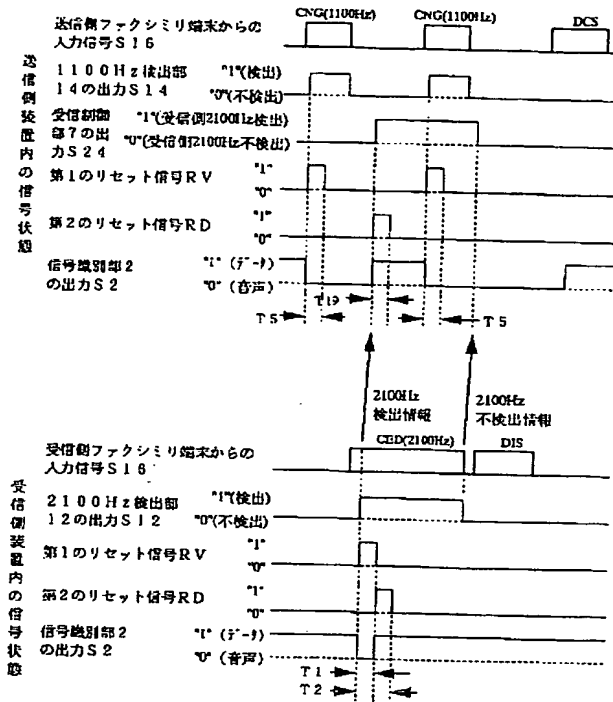 CNG(1100Hz) CNG(1100Hz) DCS
送信側ファクシミリ端末からの
入力信号S16
送信側装置内の信号状態
1100Hz検出部 "1"(検出)
14の出力S14 "0"(不検出)
受信制御 "1"(受信側2100Hz検出)
部7の出 "0"(受信側2100Hz不検出)
力S24
第1のリセット信号RV "1"
"0"
第2のリセット信号RD "1"
"0"
信号識別部2 "1"(データ)
の出力S2 "0"(音声)
T19
T5 T5
2100Hz 2100Hz
検出情報 不検出情報
CED(2100Hz) DIS
受信側ファクシミリ端末からの
入力信号S16
受信側装置内の信号状態
2100Hz検出部 "1"(検出)
12の出力S12 "0"(不検出)
第1のリセット信号RV "1"
"0"
第2のリセット信号RD "1"
"0"
信号識別部2 "1"(データ)
の出力S2 "0"(音声)
T1
T2